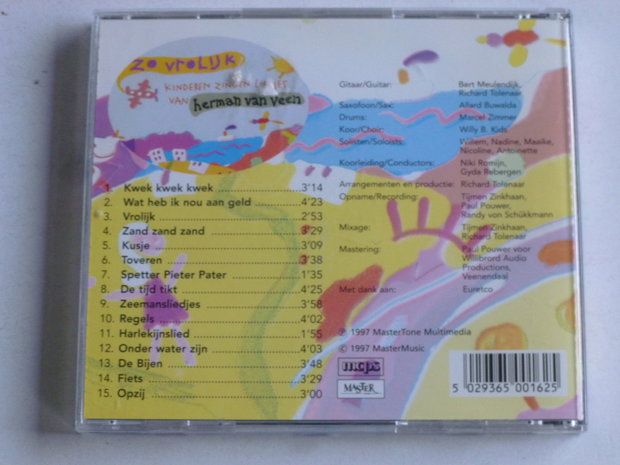 ZO VROLIJK
KINDEREN ZINGEN LIEDJES
VAN herman van veen
1. Kwek kwek kwek 3'14
2. Wat heb ik nou aan geld 4'23
3. Vrolijk 2'53
4. Zand zand zand 3'29
5. Kusje 3'09
6. Toveren 3'38
7. Spetter Pieter Pater 1'35
8. De tijd tikt 4'25
9. Zeemansliedjes 3'58
10. Regels 4'02
11. Harlekijnslied 1'55
12. Onder water zijn 4'03
13. De Bijen 3'48
14. Fiets 3'29
15. Opzij 3'00
Gitaar/Guitar: Bert Meulendijk,
Richard Tolenaar
Saxofoon/Sax: Allard Buwalda
Drums: Marcel Zimmer
Koor/Choir: Willy B. Kids
Solisten/Soloists: Willem, Nadine, Maaike,
Nicoline, Antoinette
Koorleiding/Conductors: Niki Romijn,
Gyda Rebergen
Arrangementen en productie: Richard Tolenaar
Opname/Recording: Tijmen Zinkhaan,
Paul Pouwer,
Randy von Schükkmann
Mixage: Tijmen Zinkhaan,
Richard Tolenaar
Mastering: Paul Pouwer voor
Willibrord Audio
Productions,
Veenendaal
Met dank aan: Euretco
℗ 1997 MasterTone Multimedia
© 1997 MasterMusic
mcps
MASTER
5 029365 001625